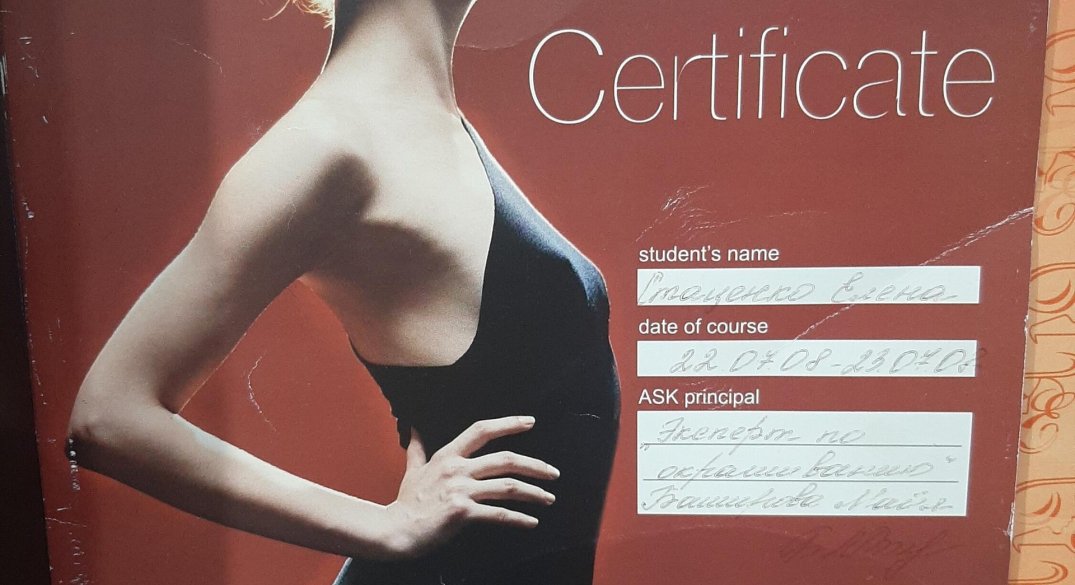 Certificate
student's name
Стаценко Елена
date of course
22.07.08-23.07.08
ASK principal
„Эксперт по
окрашиванию“